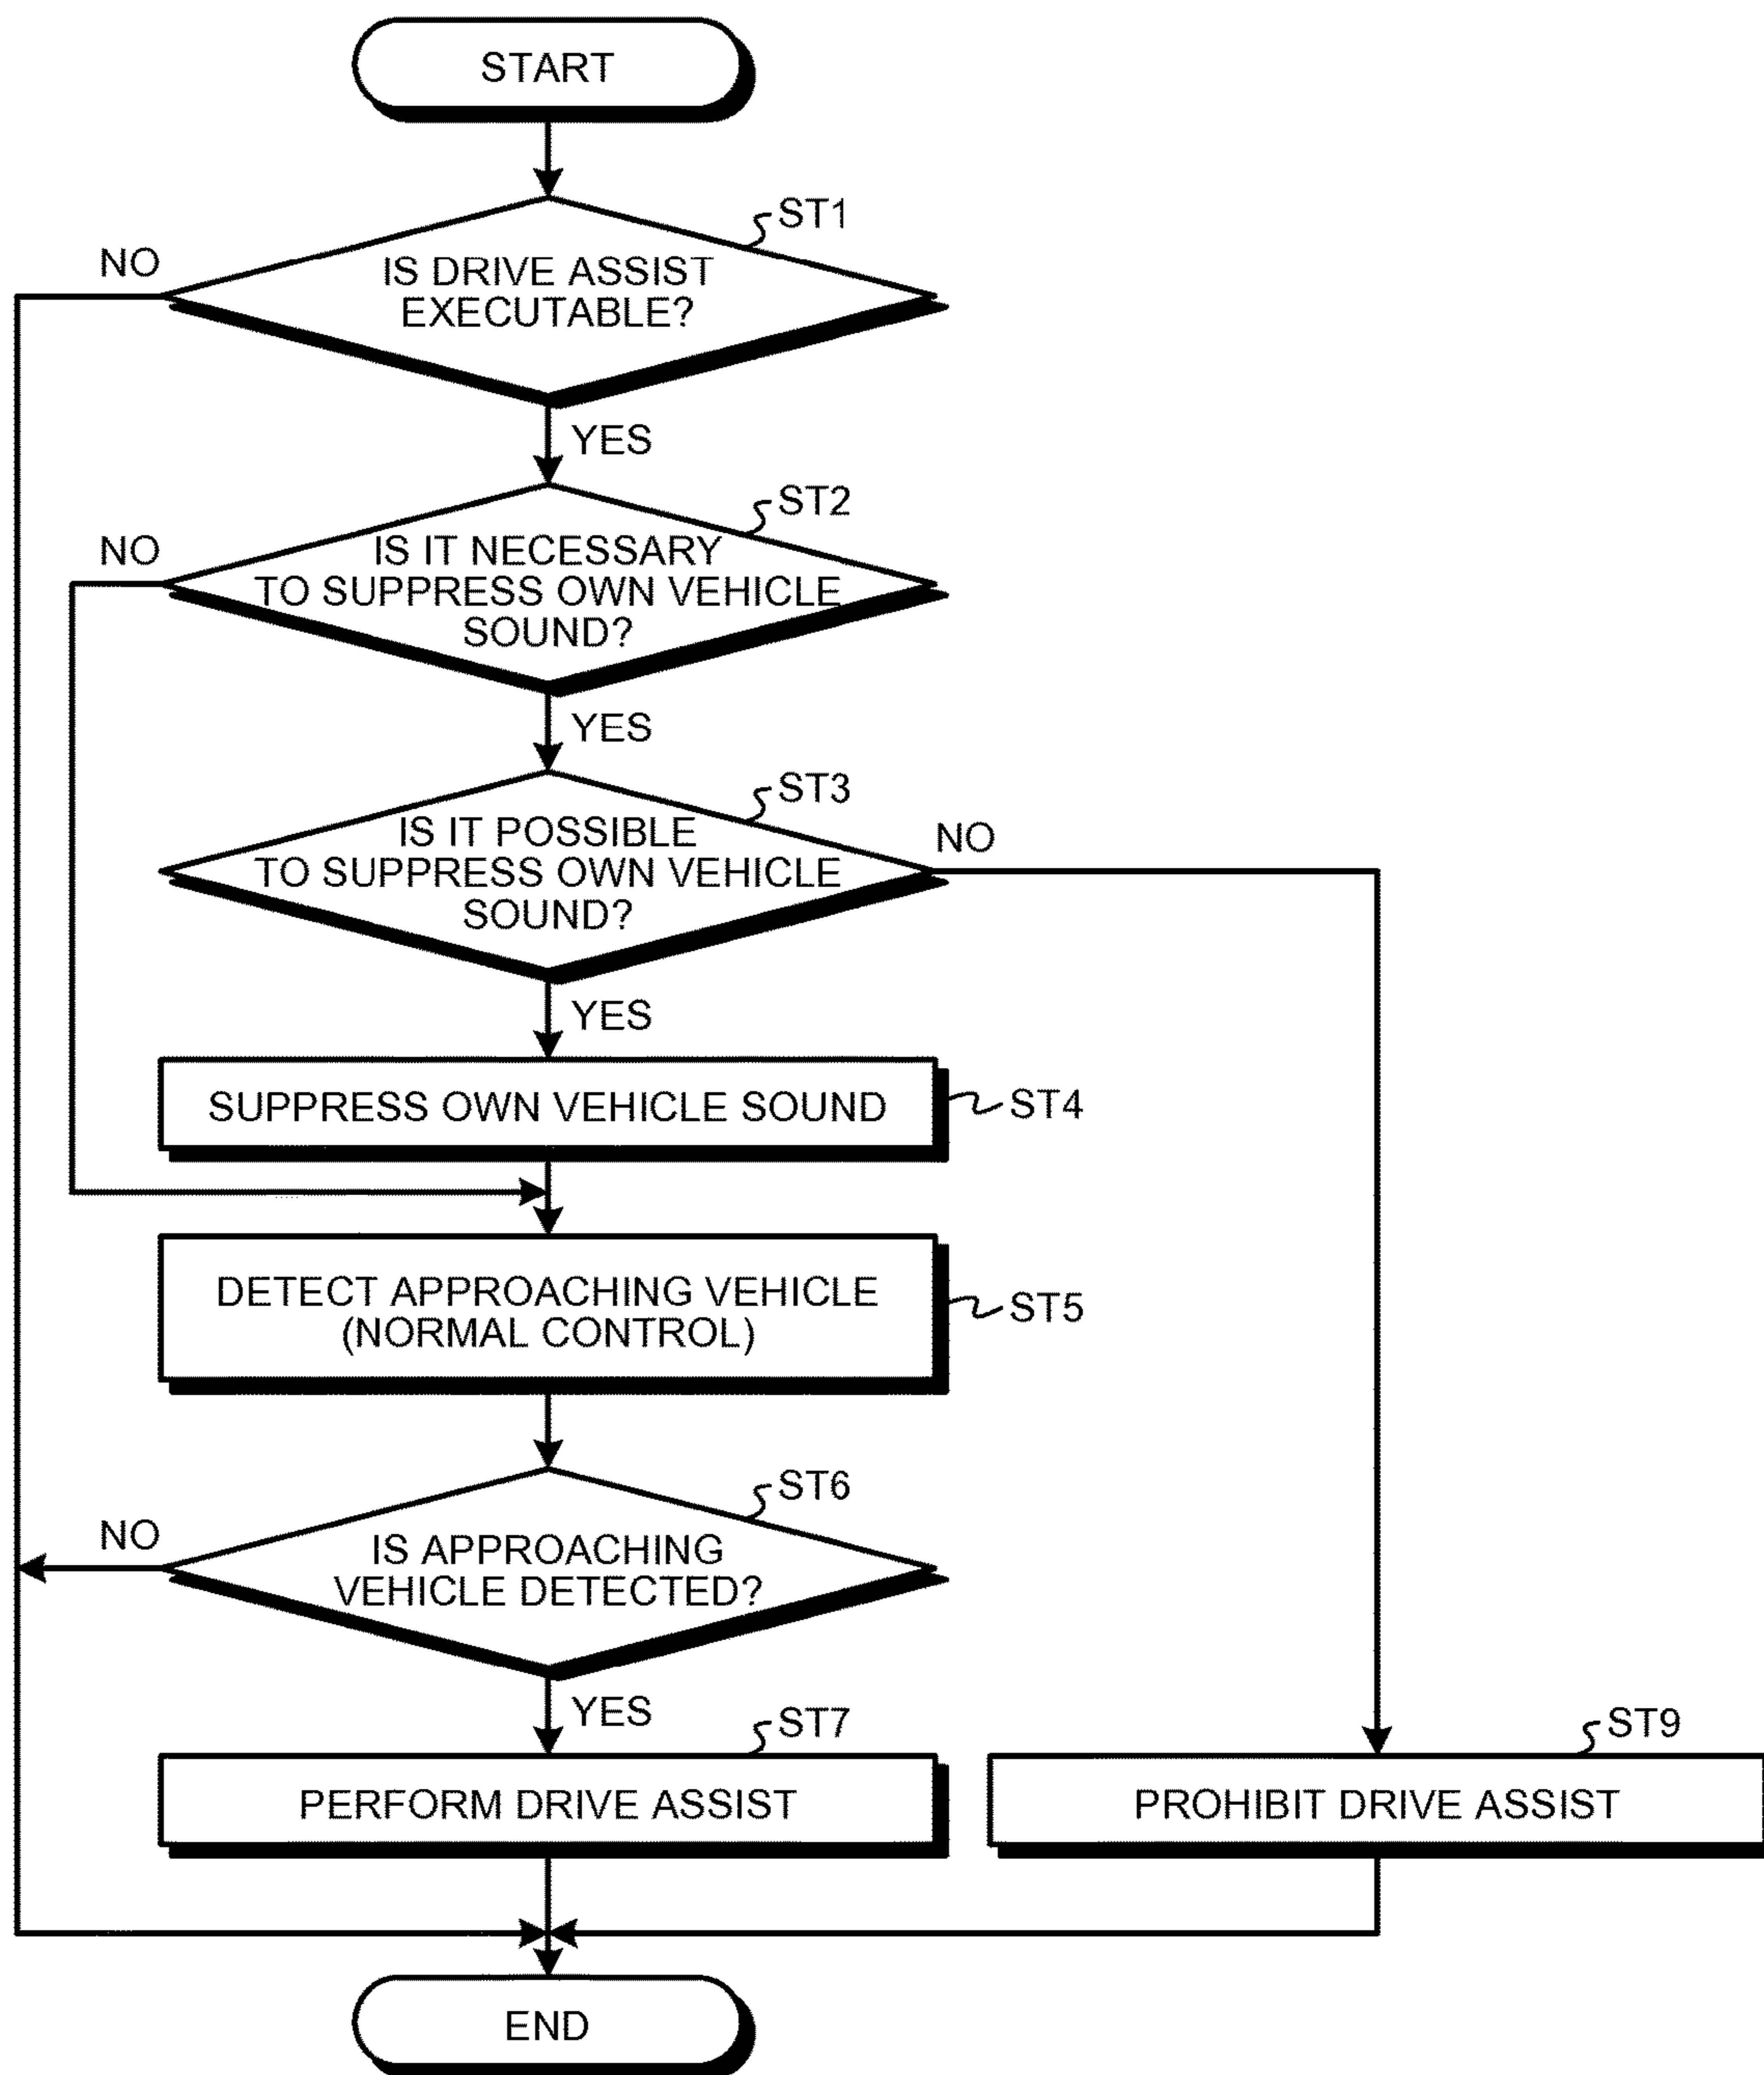 START
ST1
NO
IS DRIVE ASSIST
EXECUTABLE?
YES
ST2
NO
IS IT NECESSARY
TO SUPPRESS OWN VEHICLE
SOUND?
YES
ST3
IS IT POSSIBLE
TO SUPPRESS OWN VEHICLE
SOUND?
NO
YES
SUPPRESS OWN VEHICLE SOUND
ST4
DETECT APPROACHING VEHICLE
(NORMAL CONTROL)
ST5
ST6
NO
IS APPROACHING
VEHICLE DETECTED?
YES
ST7
ST9
PERFORM DRIVE ASSIST
PROHIBIT DRIVE ASSIST
END